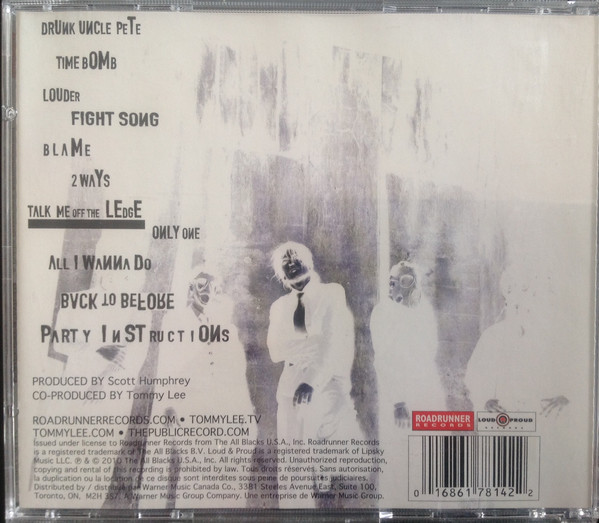 DRUNK UNCLE PETE
TIME BOMB
LOUDER
FIGHT SONG
BLAME
2 WAYS
TALK ME OFF THE LEDGE
ONLY ONE
ALL I WANNA DO
BACK TO BEFORE
PARTY INSTRUCTIONS
PRODUCED BY Scott Humphrey
CO-PRODUCED BY Tommy Lee
ROADRUNNERRECORDS.COM • TOMMYLEE.TV
TOMMYLEE.COM • THEPUBLICRECORD.COM
Issued under license to Roadrunner Records from The All Blacks U.S.A., Inc. Roadrunner Records
is a registered trademark of The All Blacks B.V. Loud & Proud is a registered trademark of Lipsky
Music LLC. ℗ & © 2010 The All Blacks U.S.A., Inc. All rights reserved. Unauthorized reproduction,
copying and rental of this recording is prohibited by law. Tous droits réservés. Sans autorisation,
la duplication ou la location de ce disque sont interdites sous peine de poursuites judiciaires.
Distributed by / distribué par Warner Music Canada Co., 3381 Steeles Avenue East, Suite 100,
Toronto, ON, M2H 3S7. A Warner Music Group Company. Une entreprise de Warner Music Group.
ROADRUNNER
RECORDS
LOUD PROUD
RECORDS
0 16861 78142 2